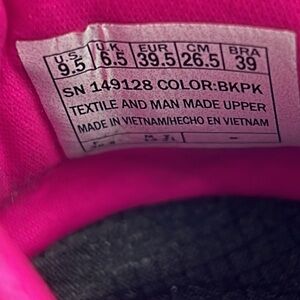 U.S. U.K. EUR CM BRA
9.5 6.5 39.5 26.5 39
SN 149128 COLOR:BKPK
TEXTILE AND MAN MADE UPPER
MADE IN VIETNAM/HECHO EN VIETNAM